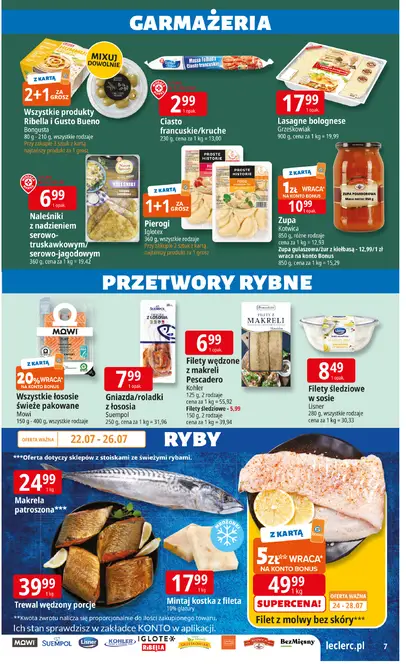 GARMAŻERIA
MIXUJ
DOWOLNIE
Z KARTĄ
2+1 ZA GROSZ
Wszystkie produkty
Ribella i Gusto Bueno
Bongusta
80 g - 210 g, wszystkie rodzaje
Przy zakupie 3 sztuk z kartą
najtańszy produkt za 1 grosz
2,99
1 opak.
Ciasto
francuskie/kruche
230 g, cena za 1 kg = 13,00
17,99
1 opak.
Lasagne bolognese
Grześkowiak
900 g, cena za 1 kg = 19,99
6,99
1 opak.
Naleśniki
z nadzieniem
serowo-
truskawkowym/
serowo-jagodowym
360 g, cena za 1 kg = 19,42
PROSTE HISTORIE
PROSTE HISTORIE
Z KARTĄ
1+1 ZA GROSZ
Pierogi
Iglotex
360 g, wszystkie rodzaje
Przy zakupie 2 sztuk z kartą
najtańszy produkt za 1 grosz
Z KARTĄ
1ZŁ WRACA*
NA KONTO BONUS
10,99
1 opak.
Zupa
Kotwica
850 g, różne rodzaje
cena za 1 kg = 12,93
Zupa gulaszowa/bar z kiełbasą - 12,99/1 zł
wraca na konto Bonus
850 g, cena za 1 kg = 15,29
PRZETWORY RYBNE
MOWI
Z KARTĄ
20% WRACA*
NA KONTO BONUS
Wszystkie łososie
świeże pakowane
Mowi
150 g - 400 g, wszystkie rodzaje
7,99
1 opak.
Gniazda/roladki
z łososia
Suempol
250 g, cena za 1 kg = 31,96
6,99
1 opak.
Filety wędzone
z makreli
Pescadero
Kohler
125 g, 2 rodzaje
cena za 1 kg = 55,92
Filety śledziowe - 5,99
150 g, 2 rodzaje
cena za 1 kg = 39,94
FILETY Z
MAKRELI
8,49
1 opak.
Filety śledziowe
w sosie
Lisner
280 g, wszystkie rodzaje
cena za 1 kg = 30,33
OFERTA WAŻNA 22.07 - 26.07
RYBY
***Oferta dotyczy sklepów z stoiskami ze świeżymi rybami.
24,99
1 kg
Makrela
patroszona***
39,99
1 kg
Trewal wędzony porcje
MROŻONE
17,99
1 kg
Mintaj kostka z fileta
10% glazury
Z KARTĄ
5ZŁ** WRACA*
NA KONTO BONUS
49,99
1 kg
SUPERCENA!
OFERTA WAŻNA
24 - 28.07
Filet z molwy bez skóry***
**Kwota zwrotu nalicza się proporcjonalnie do ilości zakupionego towaru.
Ich stan sprawdzisz w zakładce KONTO w aplikacji.
MOWI
SUEMPOL
Lisner
KOHLER
IGLOTEX
RIBELLA
BezMięsny
leclerc.pl
7